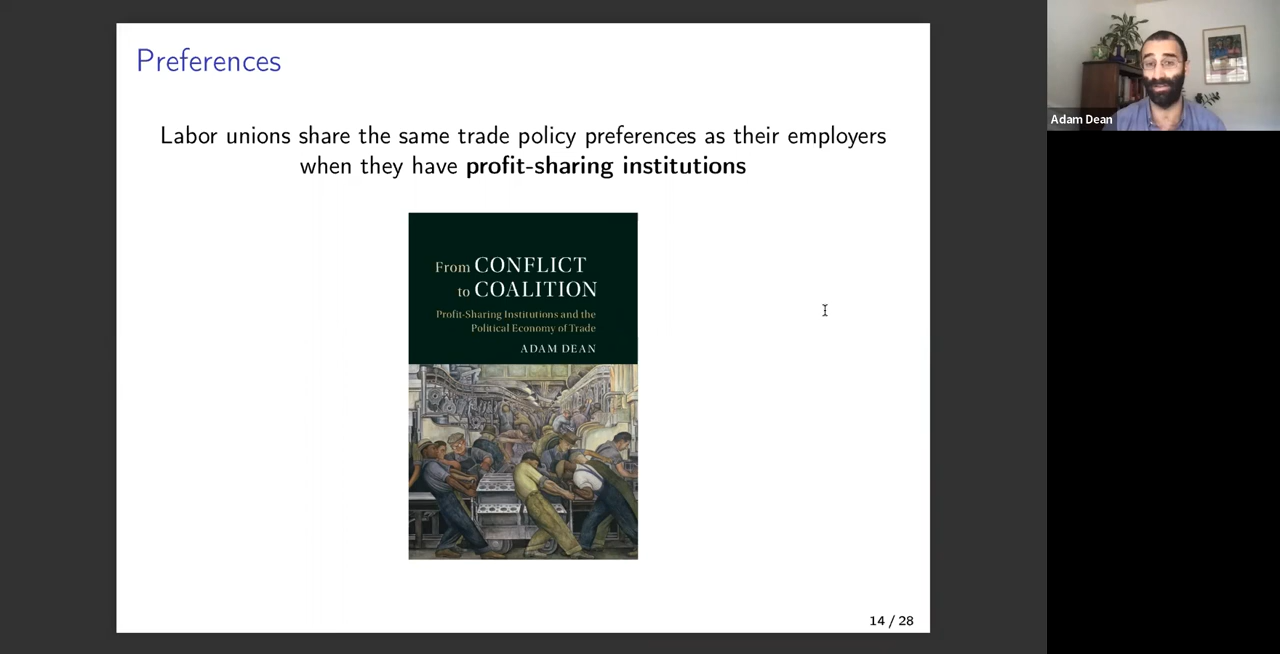 Preferences
Labor unions share the same trade policy preferences as their employers
when they have profit-sharing institutions
From CONFLICT
to COALITION
Profit-Sharing Institutions and the
Political Economy of Trade
ADAM DEAN
14 / 28
Adam Dean